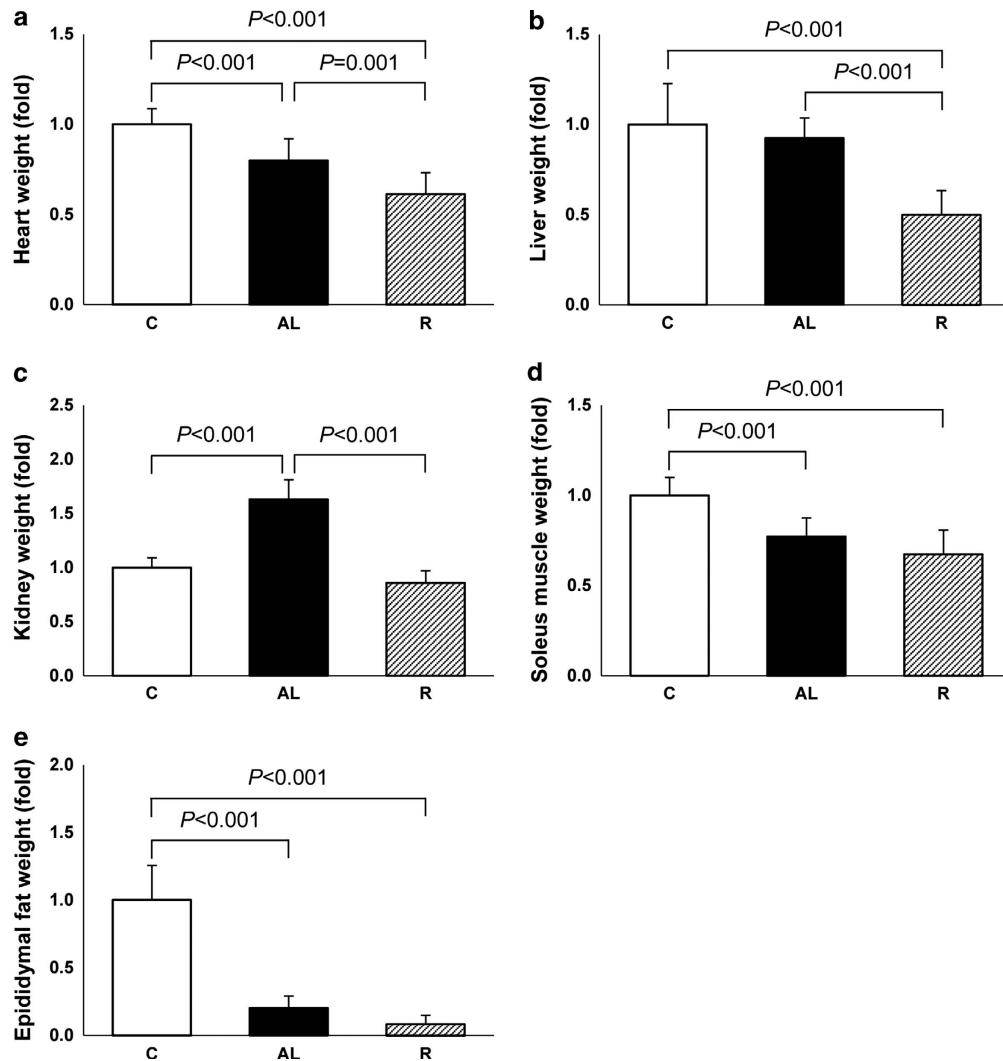 a
Heart weight (fold)
1.5
1.0
0.5
0.0
P<0.001
P<0.001
P=0.001
C
AL
R
b
Liver weight (fold)
1.5
1.0
0.5
0.0
P<0.001
P<0.001
C
AL
R
c
Kidney weight (fold)
2.5
2.0
1.5
1.0
0.5
0.0
P<0.001
P<0.001
C
AL
R
d
Soleus muscle weight (fold)
1.5
1.0
0.5
0.0
P<0.001
P<0.001
C
AL
R
e
Epididymal fat weight (fold)
2.0
1.5
1.0
0.5
0.0
P<0.001
P<0.001
C
AL
R